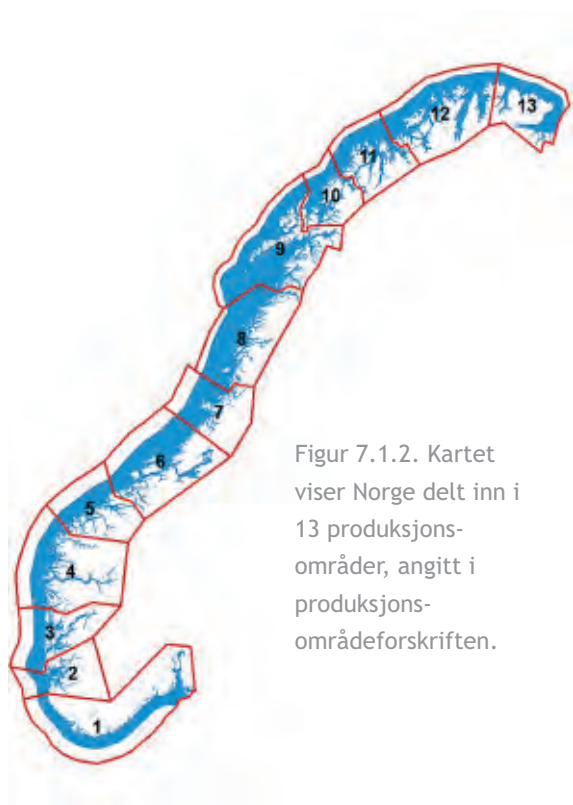 13
12
11
10
9
8
7
6
5
4
3
2
1
Figur 7.1.2. Kartet
viser Norge delt inn i
13 produksjons-
områder, angitt i
produksjons-
områdeforskriften.